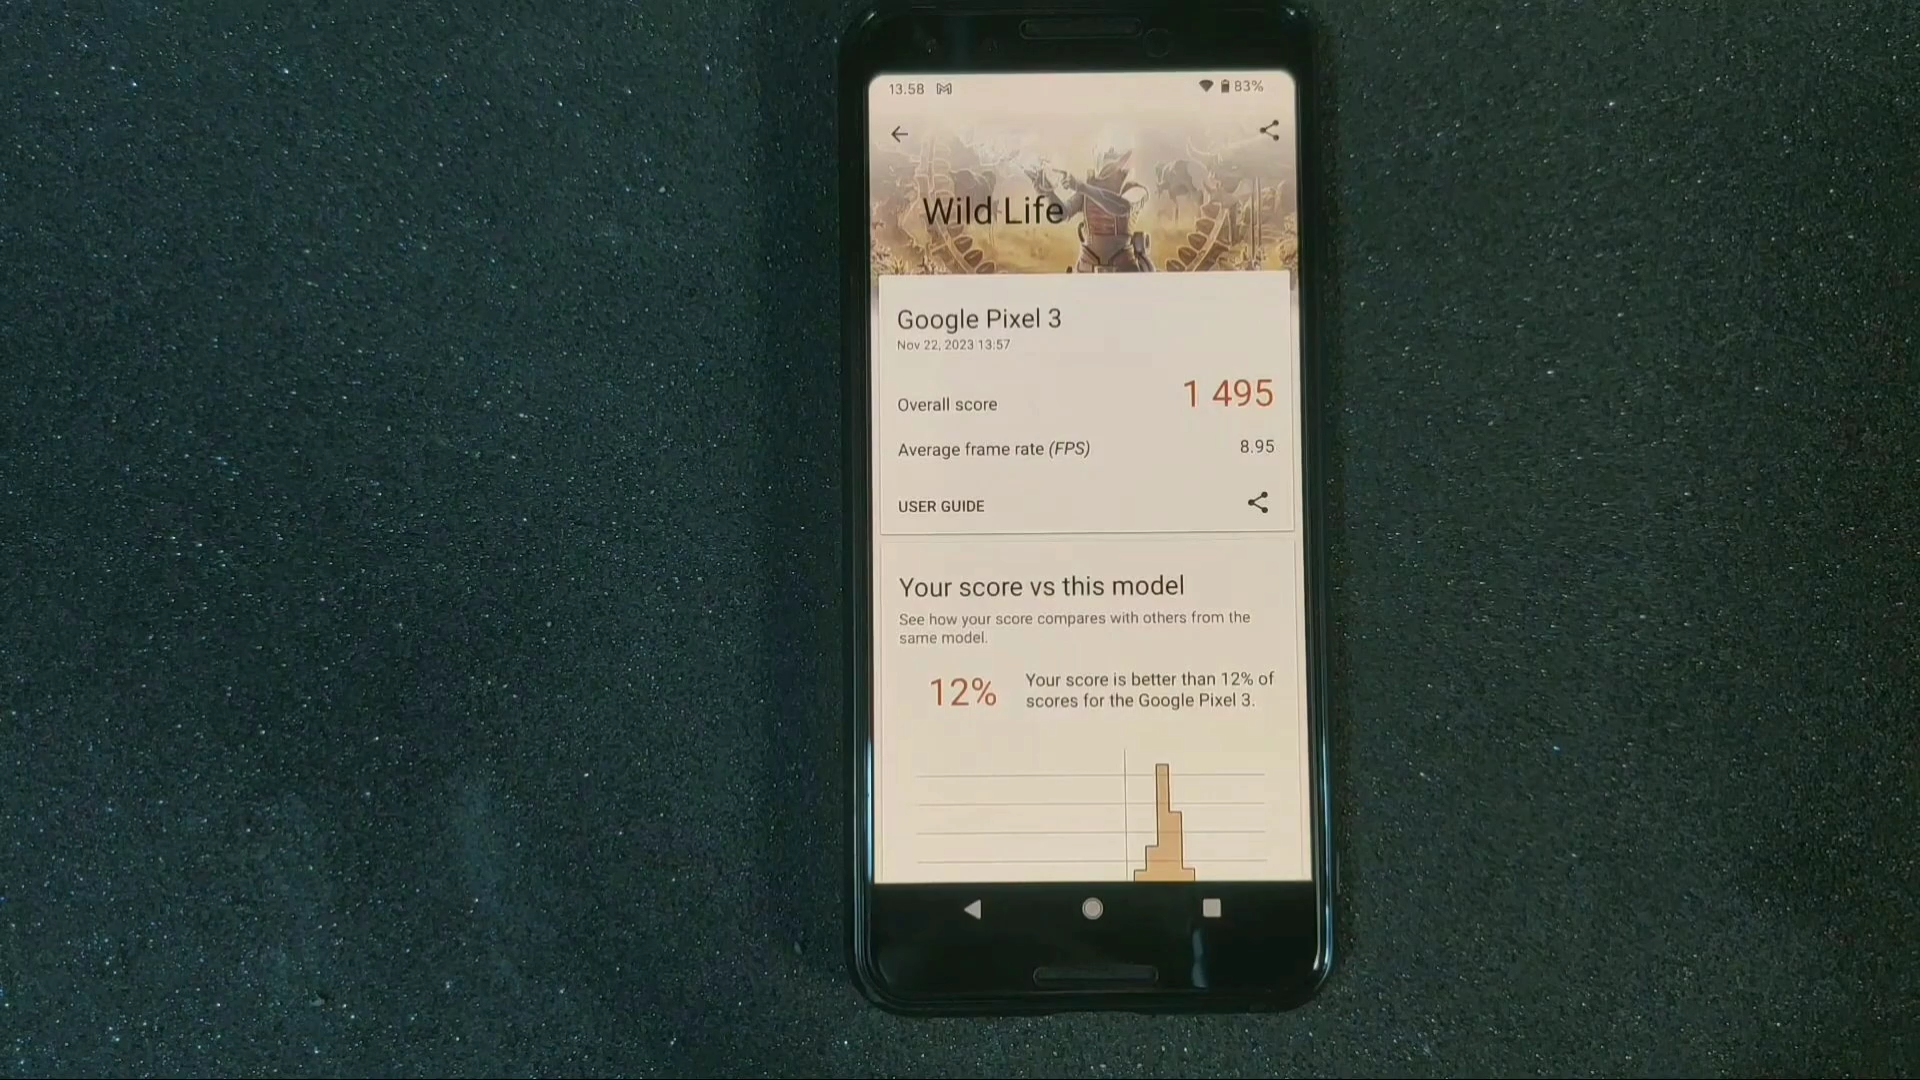 13.58 83%
Wild Life
Google Pixel 3
Nov 22, 2023 13:57
Overall score 1 495
Average frame rate (FPS) 8.95
USER GUIDE
Your score vs this model
See how your score compares with others from the
same model.
12% Your score is better than 12% of
scores for the Google Pixel 3.